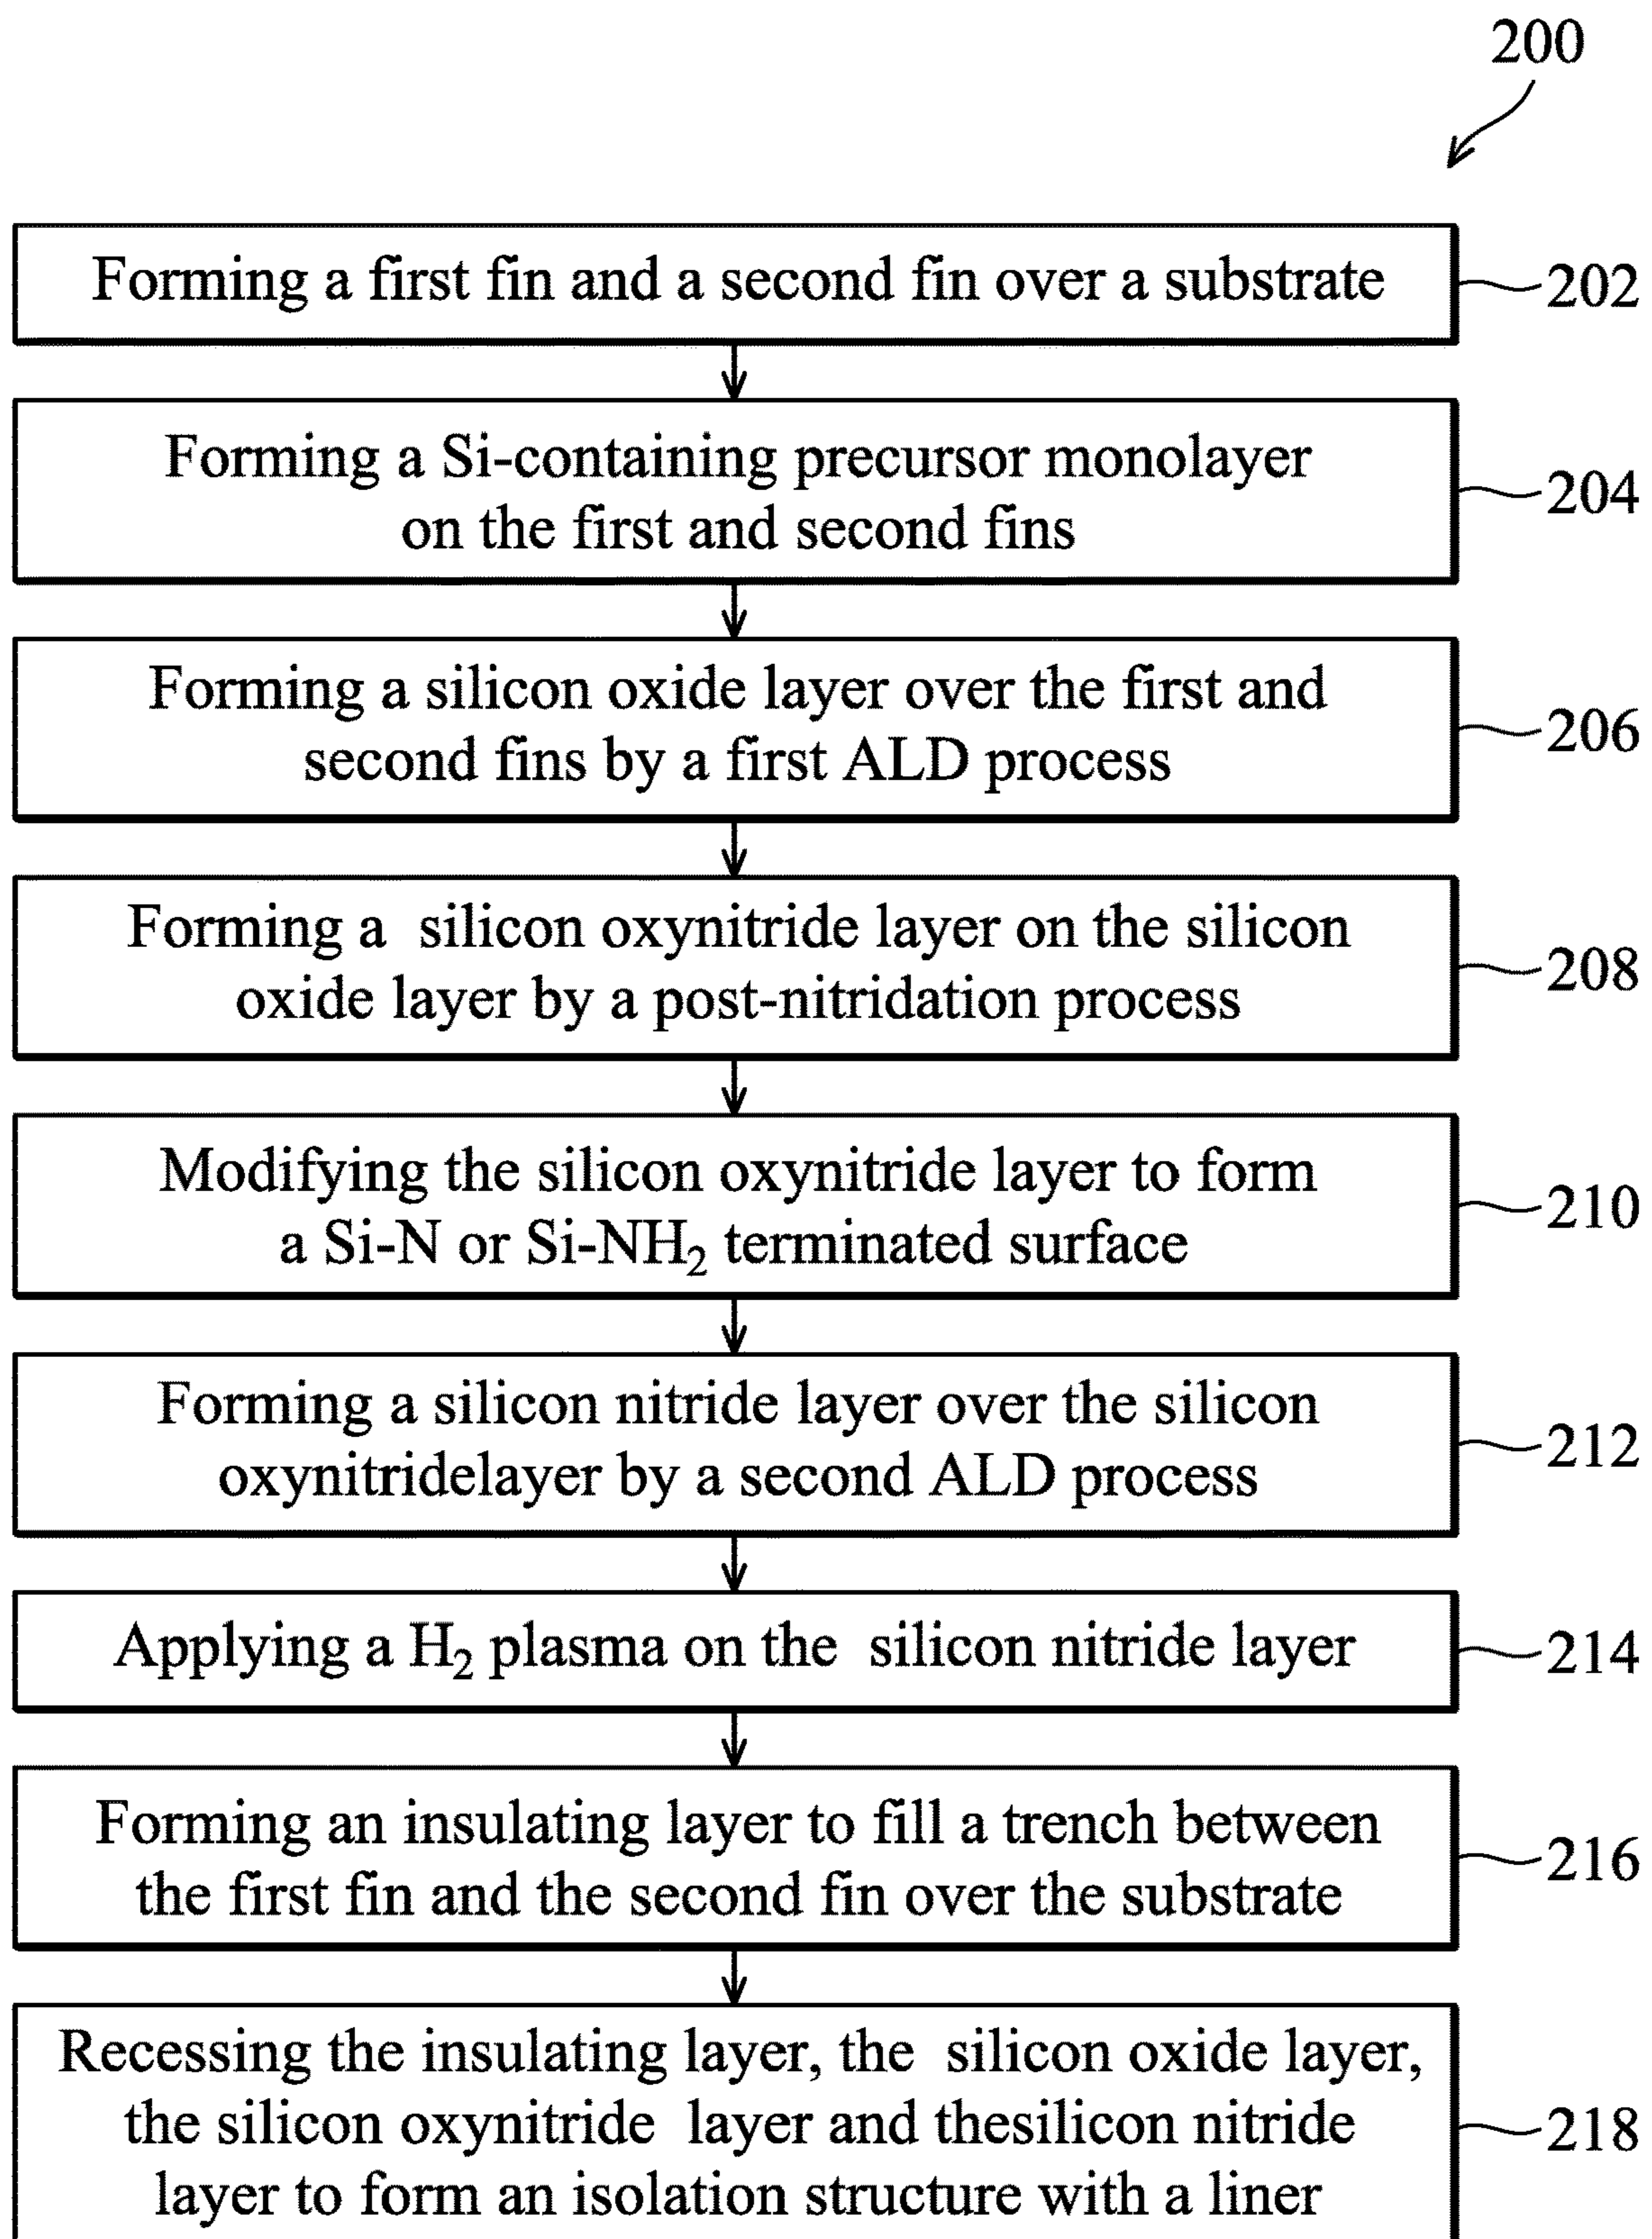 200
Forming a first fin and a second fin over a substrate
202
Forming a Si-containing precursor monolayer
on the first and second fins
204
Forming a silicon oxide layer over the first and
second fins by a first ALD process
206
Forming a silicon oxynitride layer on the silicon
oxide layer by a post-nitridation process
208
Modifying the silicon oxynitride layer to form
a Si-N or Si-NH₂ terminated surface
210
Forming a silicon nitride layer over the silicon
oxynitridelayer by a second ALD process
212
Applying a H₂ plasma on the silicon nitride layer
214
Forming an insulating layer to fill a trench between
the first fin and the second fin over the substrate
216
Recessing the insulating layer, the silicon oxide layer,
the silicon oxynitride layer and thesilicon nitride
layer to form an isolation structure with a liner
218